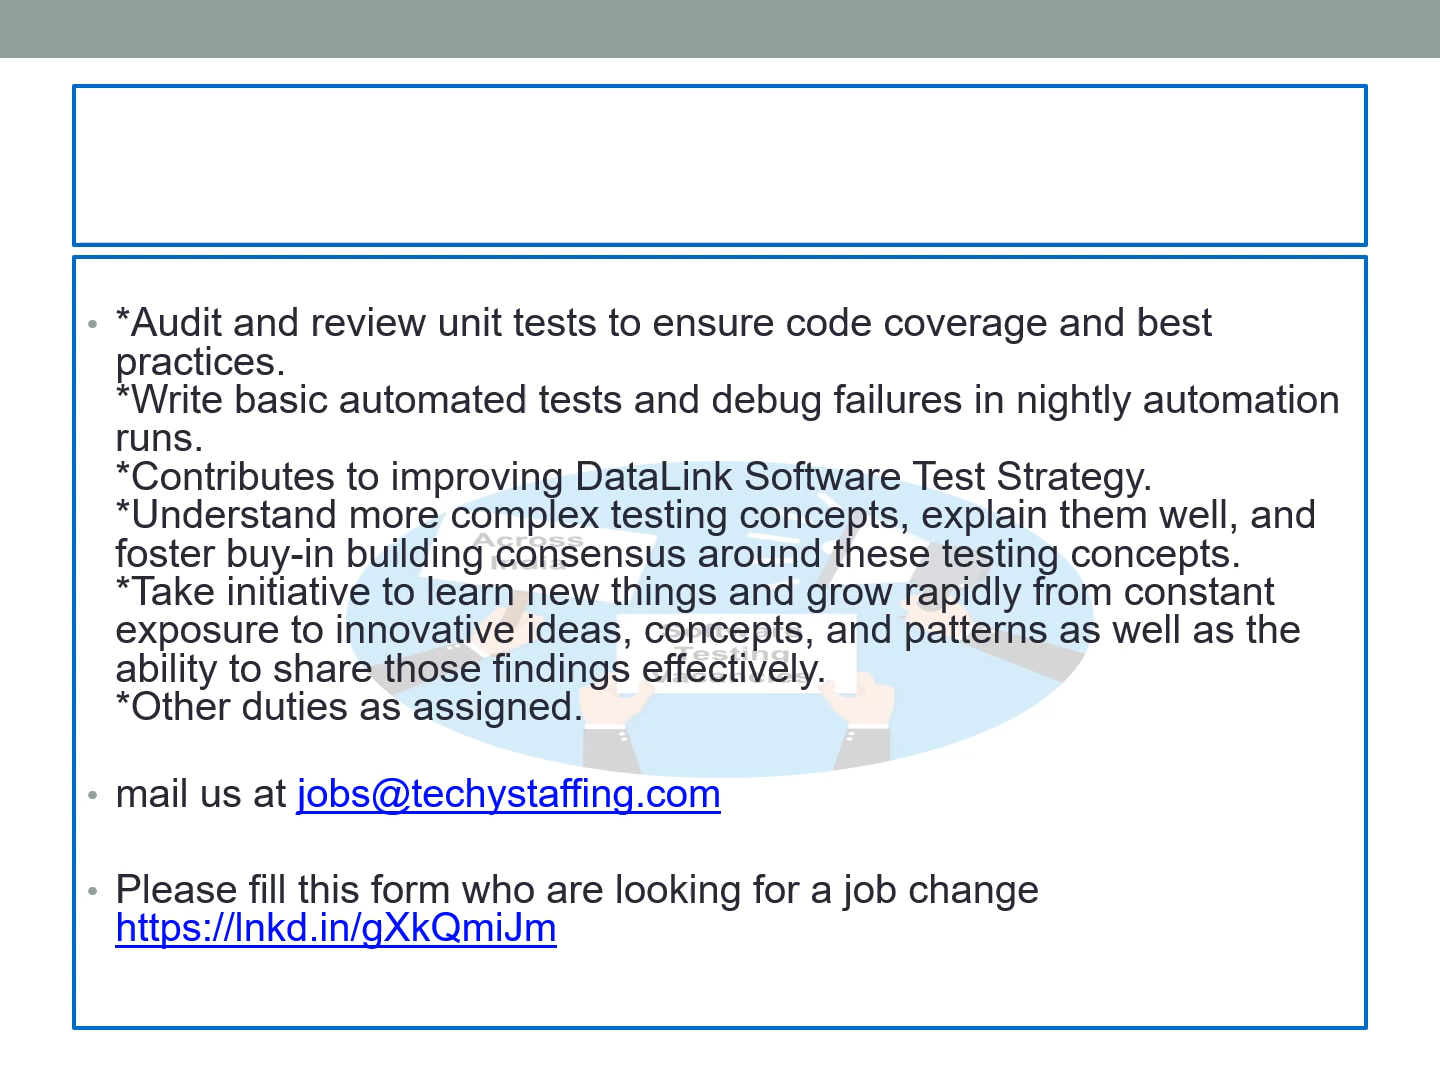 • *Audit and review unit tests to ensure code coverage and best
practices.
*Write basic automated tests and debug failures in nightly automation
runs.
*Contributes to improving DataLink Software Test Strategy.
*Understand more complex testing concepts, explain them well, and
foster buy-in building consensus around these testing concepts.
*Take initiative to learn new things and grow rapidly from constant
exposure to innovative ideas, concepts, and patterns as well as the
ability to share those findings effectively.
*Other duties as assigned.
• mail us at jobs@techystaffing.com
• Please fill this form who are looking for a job change
https://lnkd.in/gXkQmiJm
Across
India
Software
Testing
Vacancies